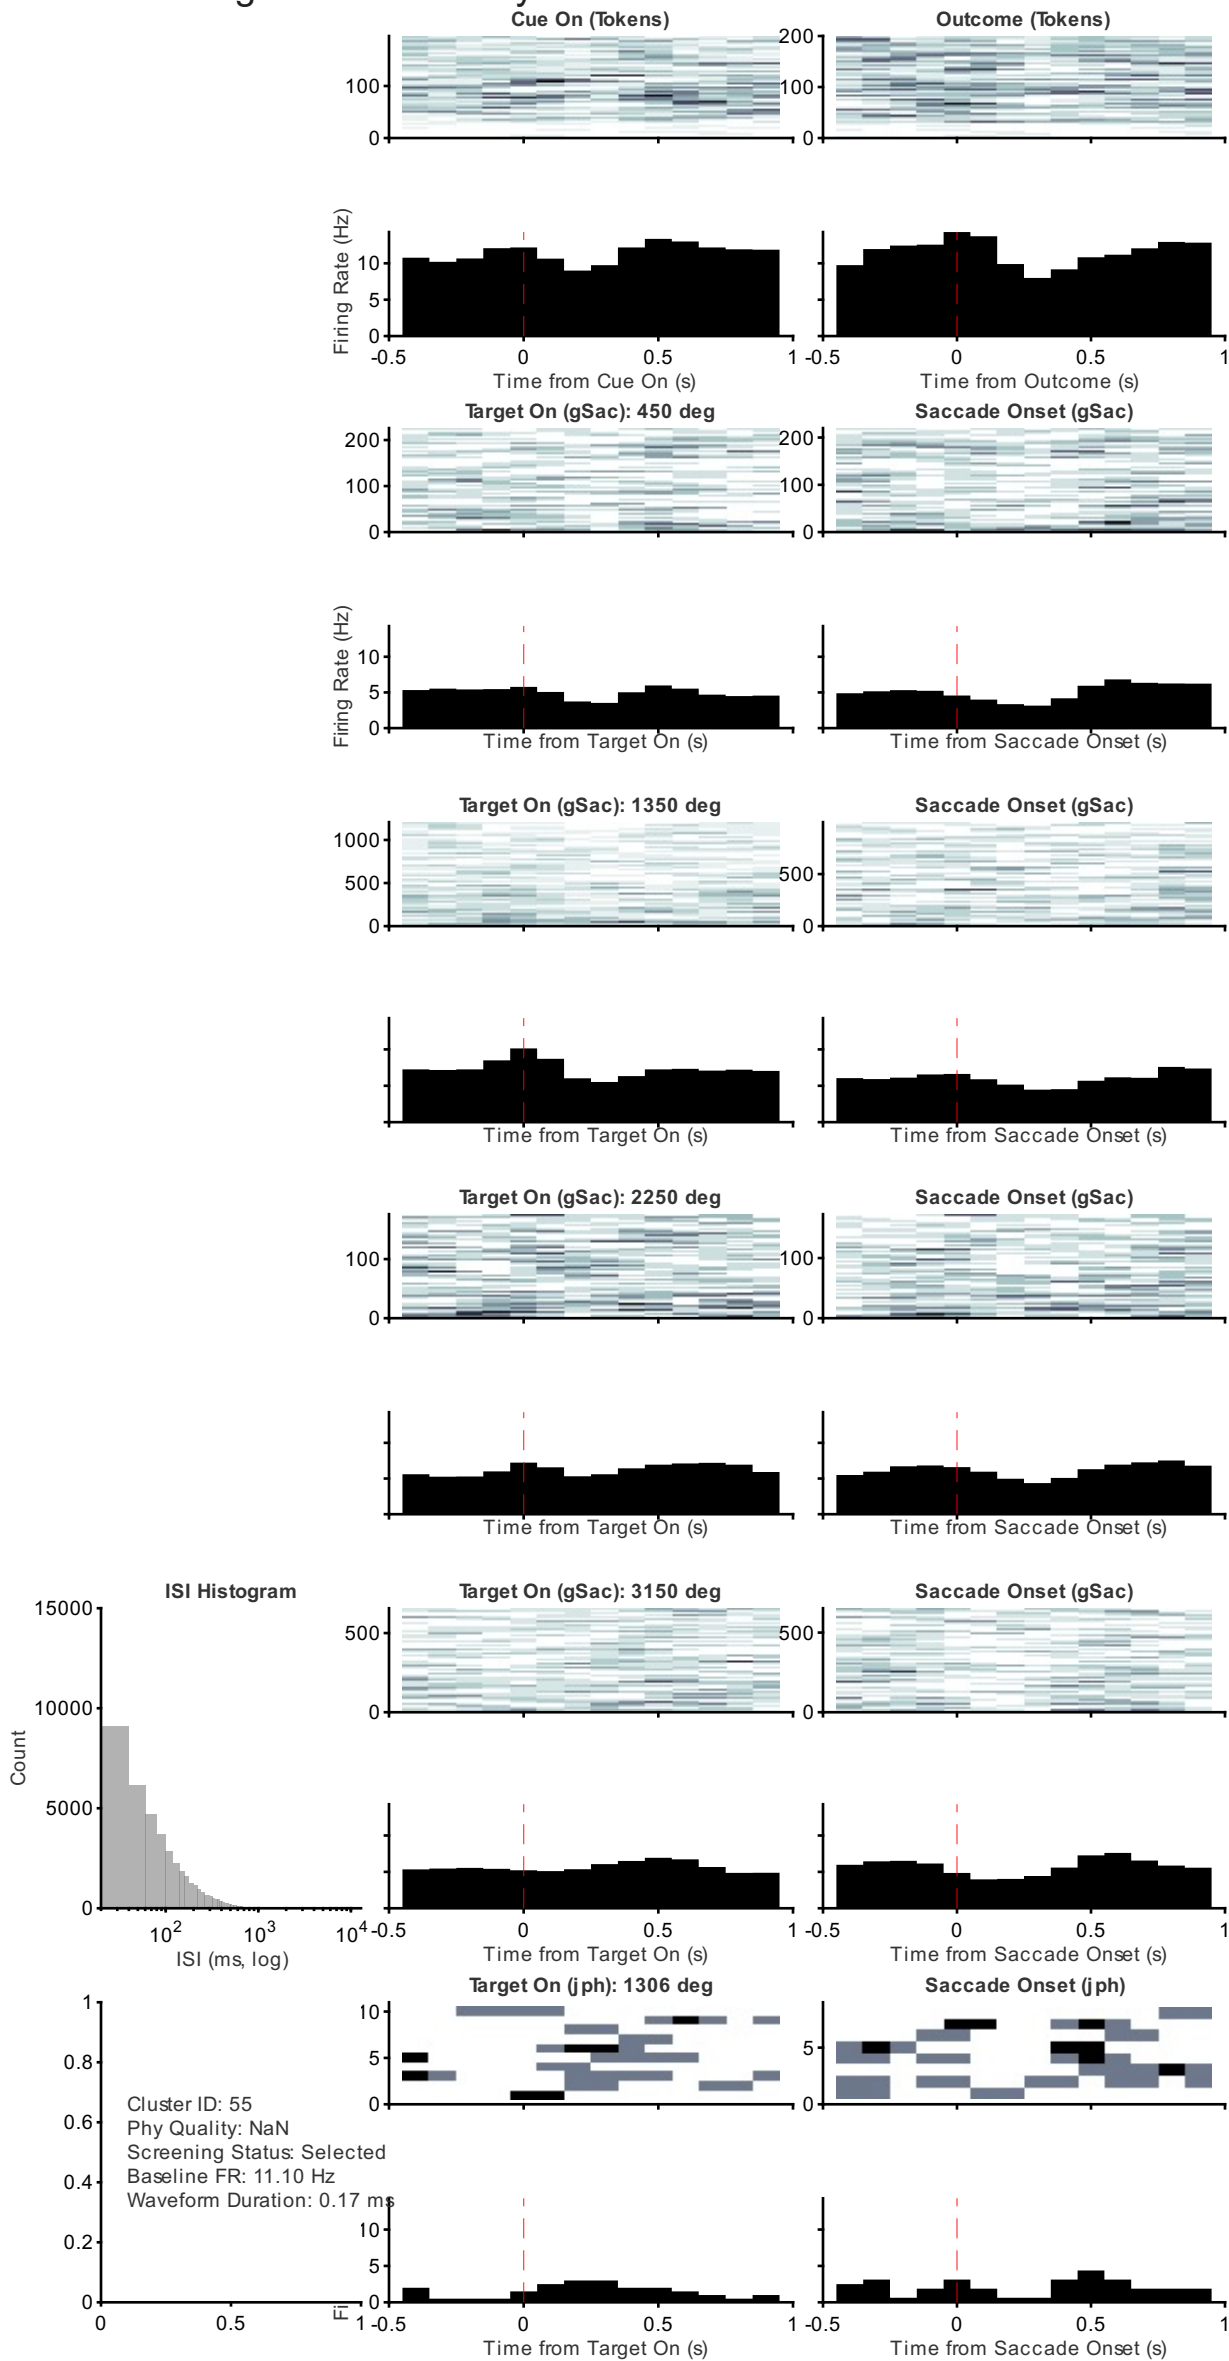 Cue On (Tokens)
Outcome (Tokens)
100
0
200
100
0
Firing Rate (Hz)
10
5
0
-0.5
0
0.5
1
-0.5
0
0.5
1
Time from Cue On (s)
Time from Outcome (s)
Target On (gSac): 450 deg
Saccade Onset (gSac)
200
100
0
200
100
0
Firing Rate (Hz)
10
5
0
Time from Target On (s)
Time from Saccade Onset (s)
Target On (gSac): 1350 deg
Saccade Onset (gSac)
1000
500
0
500
0
Time from Target On (s)
Time from Saccade Onset (s)
Target On (gSac): 2250 deg
Saccade Onset (gSac)
100
0
100
0
Time from Target On (s)
Time from Saccade Onset (s)
ISI Histogram
Target On (gSac): 3150 deg
Saccade Onset (gSac)
15000
10000
5000
0
Count
10²
10³
10⁴
ISI (ms, log)
500
0
500
0
-0.5
0
0.5
1
-0.5
0
0.5
1
Time from Target On (s)
Time from Saccade Onset (s)
Target On (jph): 1306 deg
Saccade Onset (jph)
1
0.8
0.6
0.4
0.2
0
0
0.5
1
Cluster ID: 55
Phy Quality: NaN
Screening Status: Selected
Baseline FR: 11.10 Hz
Waveform Duration: 0.17 ms
10
5
0
5
0
Fi
10
5
0
-0.5
0
0.5
1
-0.5
0
0.5
1
Time from Target On (s)
Time from Saccade Onset (s)